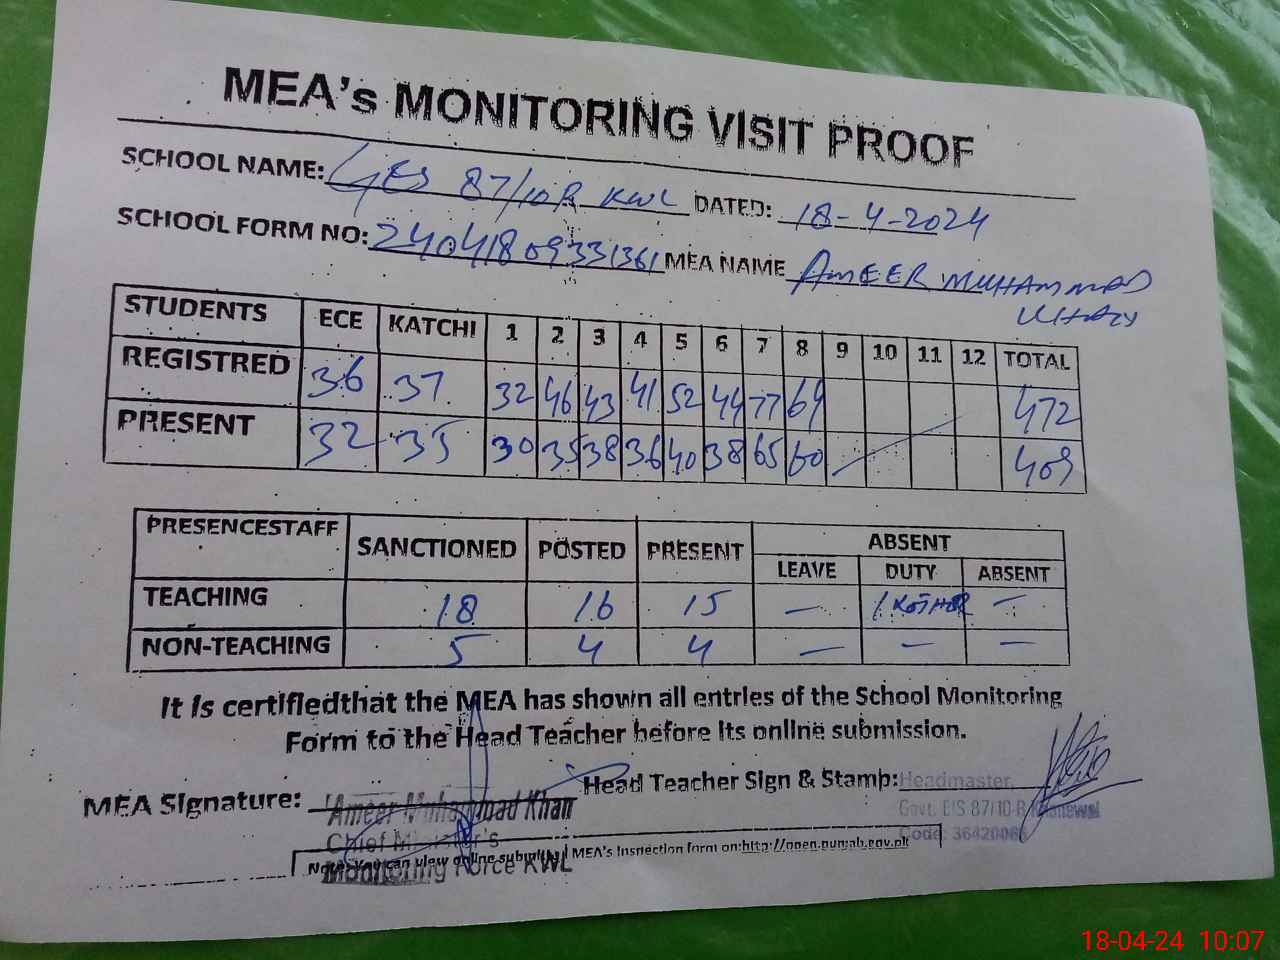 MEA's MONITORING VISIT PROOF
SCHOOL NAME: GES 87/10R KWL DATED: 18-4-2024
SCHOOL FORM NO: 24041809331361 MEA NAME AMEER MUHAMMAD
STUDENTS ECE KATCHI 1 2 3 4 5 6 7 8 9 10 11 12 TOTAL
REGISTRED 36 37 32 46 43 41 52 44 77 64 472
PRESENT 32 35 30 35 38 36 40 38 65 60 409
PRESENCESTAFF SANCTIONED POSTED PRESENT ABSENT
LEAVE DUTY ABSENT
TEACHING 18 16 15 — 1 —
NON-TEACHING 5 4 4 — — —
It is certifiedthat the MEA has shown all entries of the School Monitoring
Form to the Head Teacher before its online submission.
MEA Signature: Ameer Muhammad Khan Head Teacher Sign & Stamp: Headmaster,
Govt. E/S 87/10-R Khanewal
Chief Minister's Code: 364200
Note: You can view online submitted MEA's inspection form on:http://open.punjab.gov.pk
Monitoring Force KWL
18-04-24 10:07